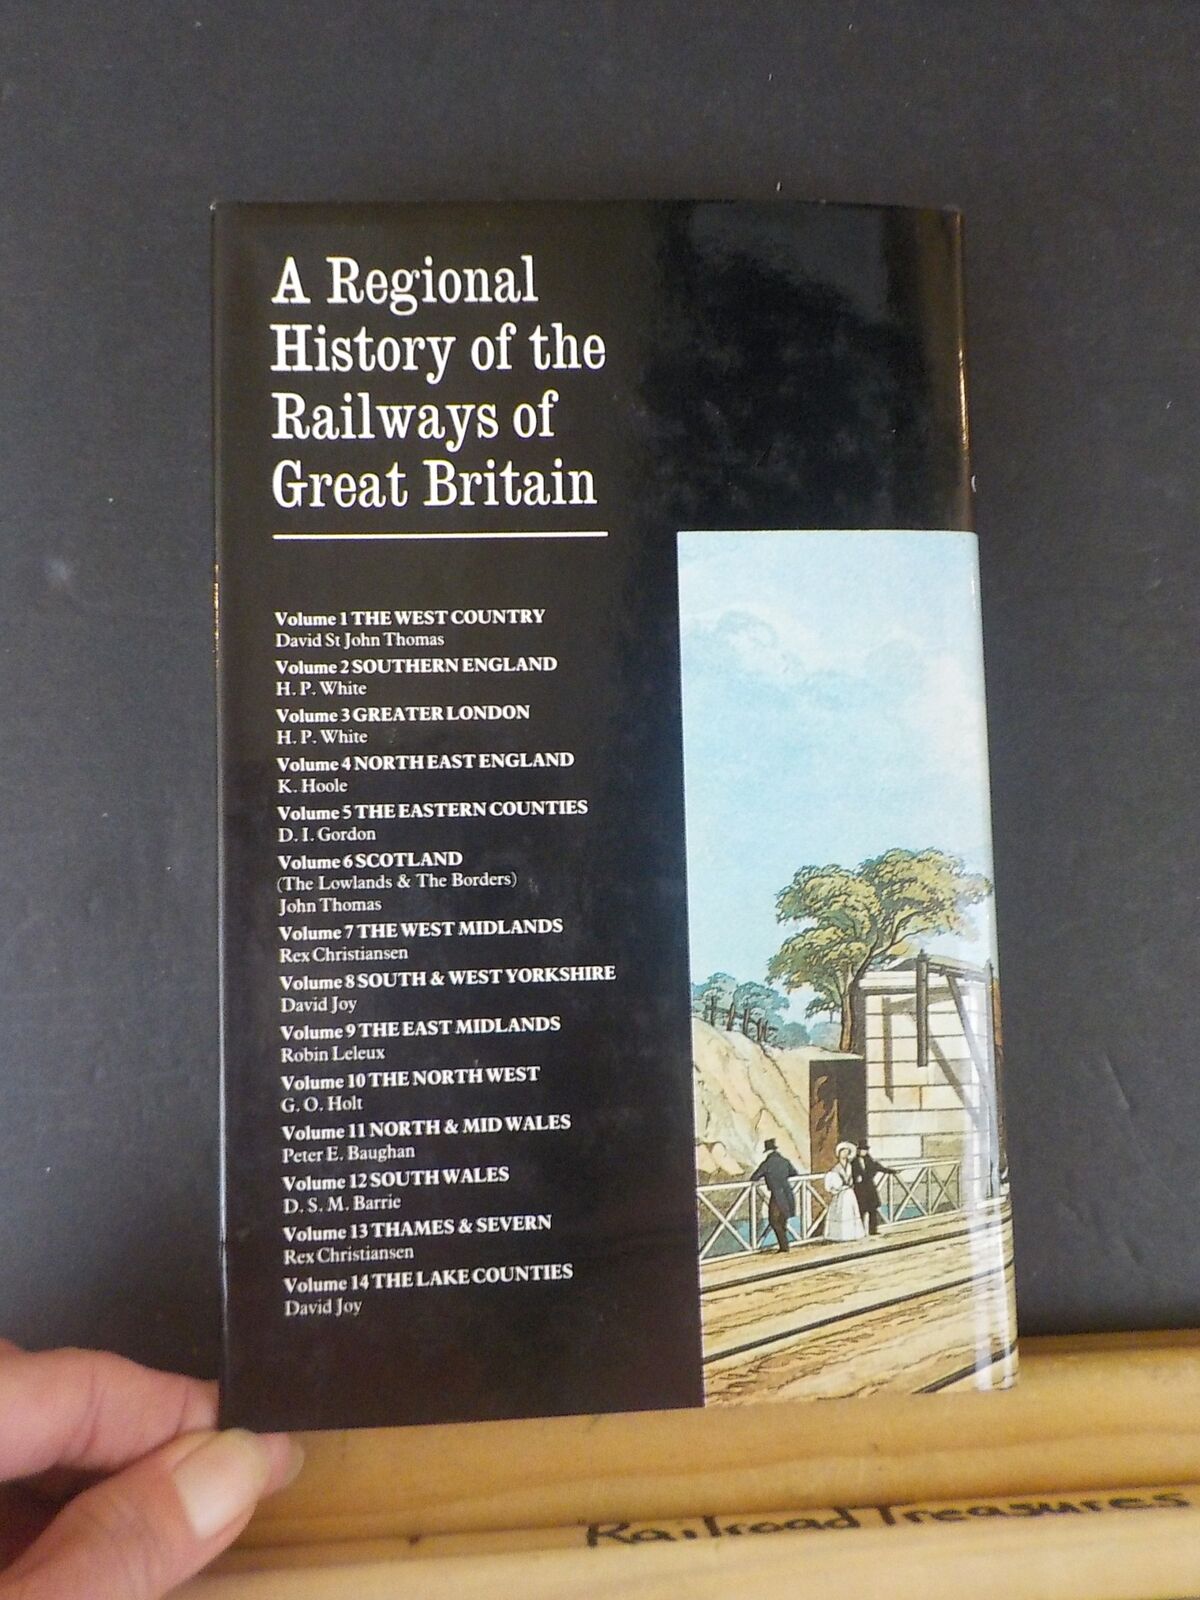 A Regional
History of the
Railways of
Great Britain
Volume 1 THE WEST COUNTRY
David St John Thomas
Volume 2 SOUTHERN ENGLAND
H. P. White
Volume 3 GREATER LONDON
H. P. White
Volume 4 NORTH EAST ENGLAND
K. Hoole
Volume 5 THE EASTERN COUNTIES
D. I. Gordon
Volume 6 SCOTLAND
(The Lowlands & The Borders)
John Thomas
Volume 7 THE WEST MIDLANDS
Rex Christiansen
Volume 8 SOUTH & WEST YORKSHIRE
David Joy
Volume 9 THE EAST MIDLANDS
Robin Leleux
Volume 10 THE NORTH WEST
G. O. Holt
Volume 11 NORTH & MID WALES
Peter E. Baughan
Volume 12 SOUTH WALES
D. S. M. Barrie
Volume 13 THAMES & SEVERN
Rex Christiansen
Volume 14 THE LAKE COUNTIES
David Joy
Railroad Treasures